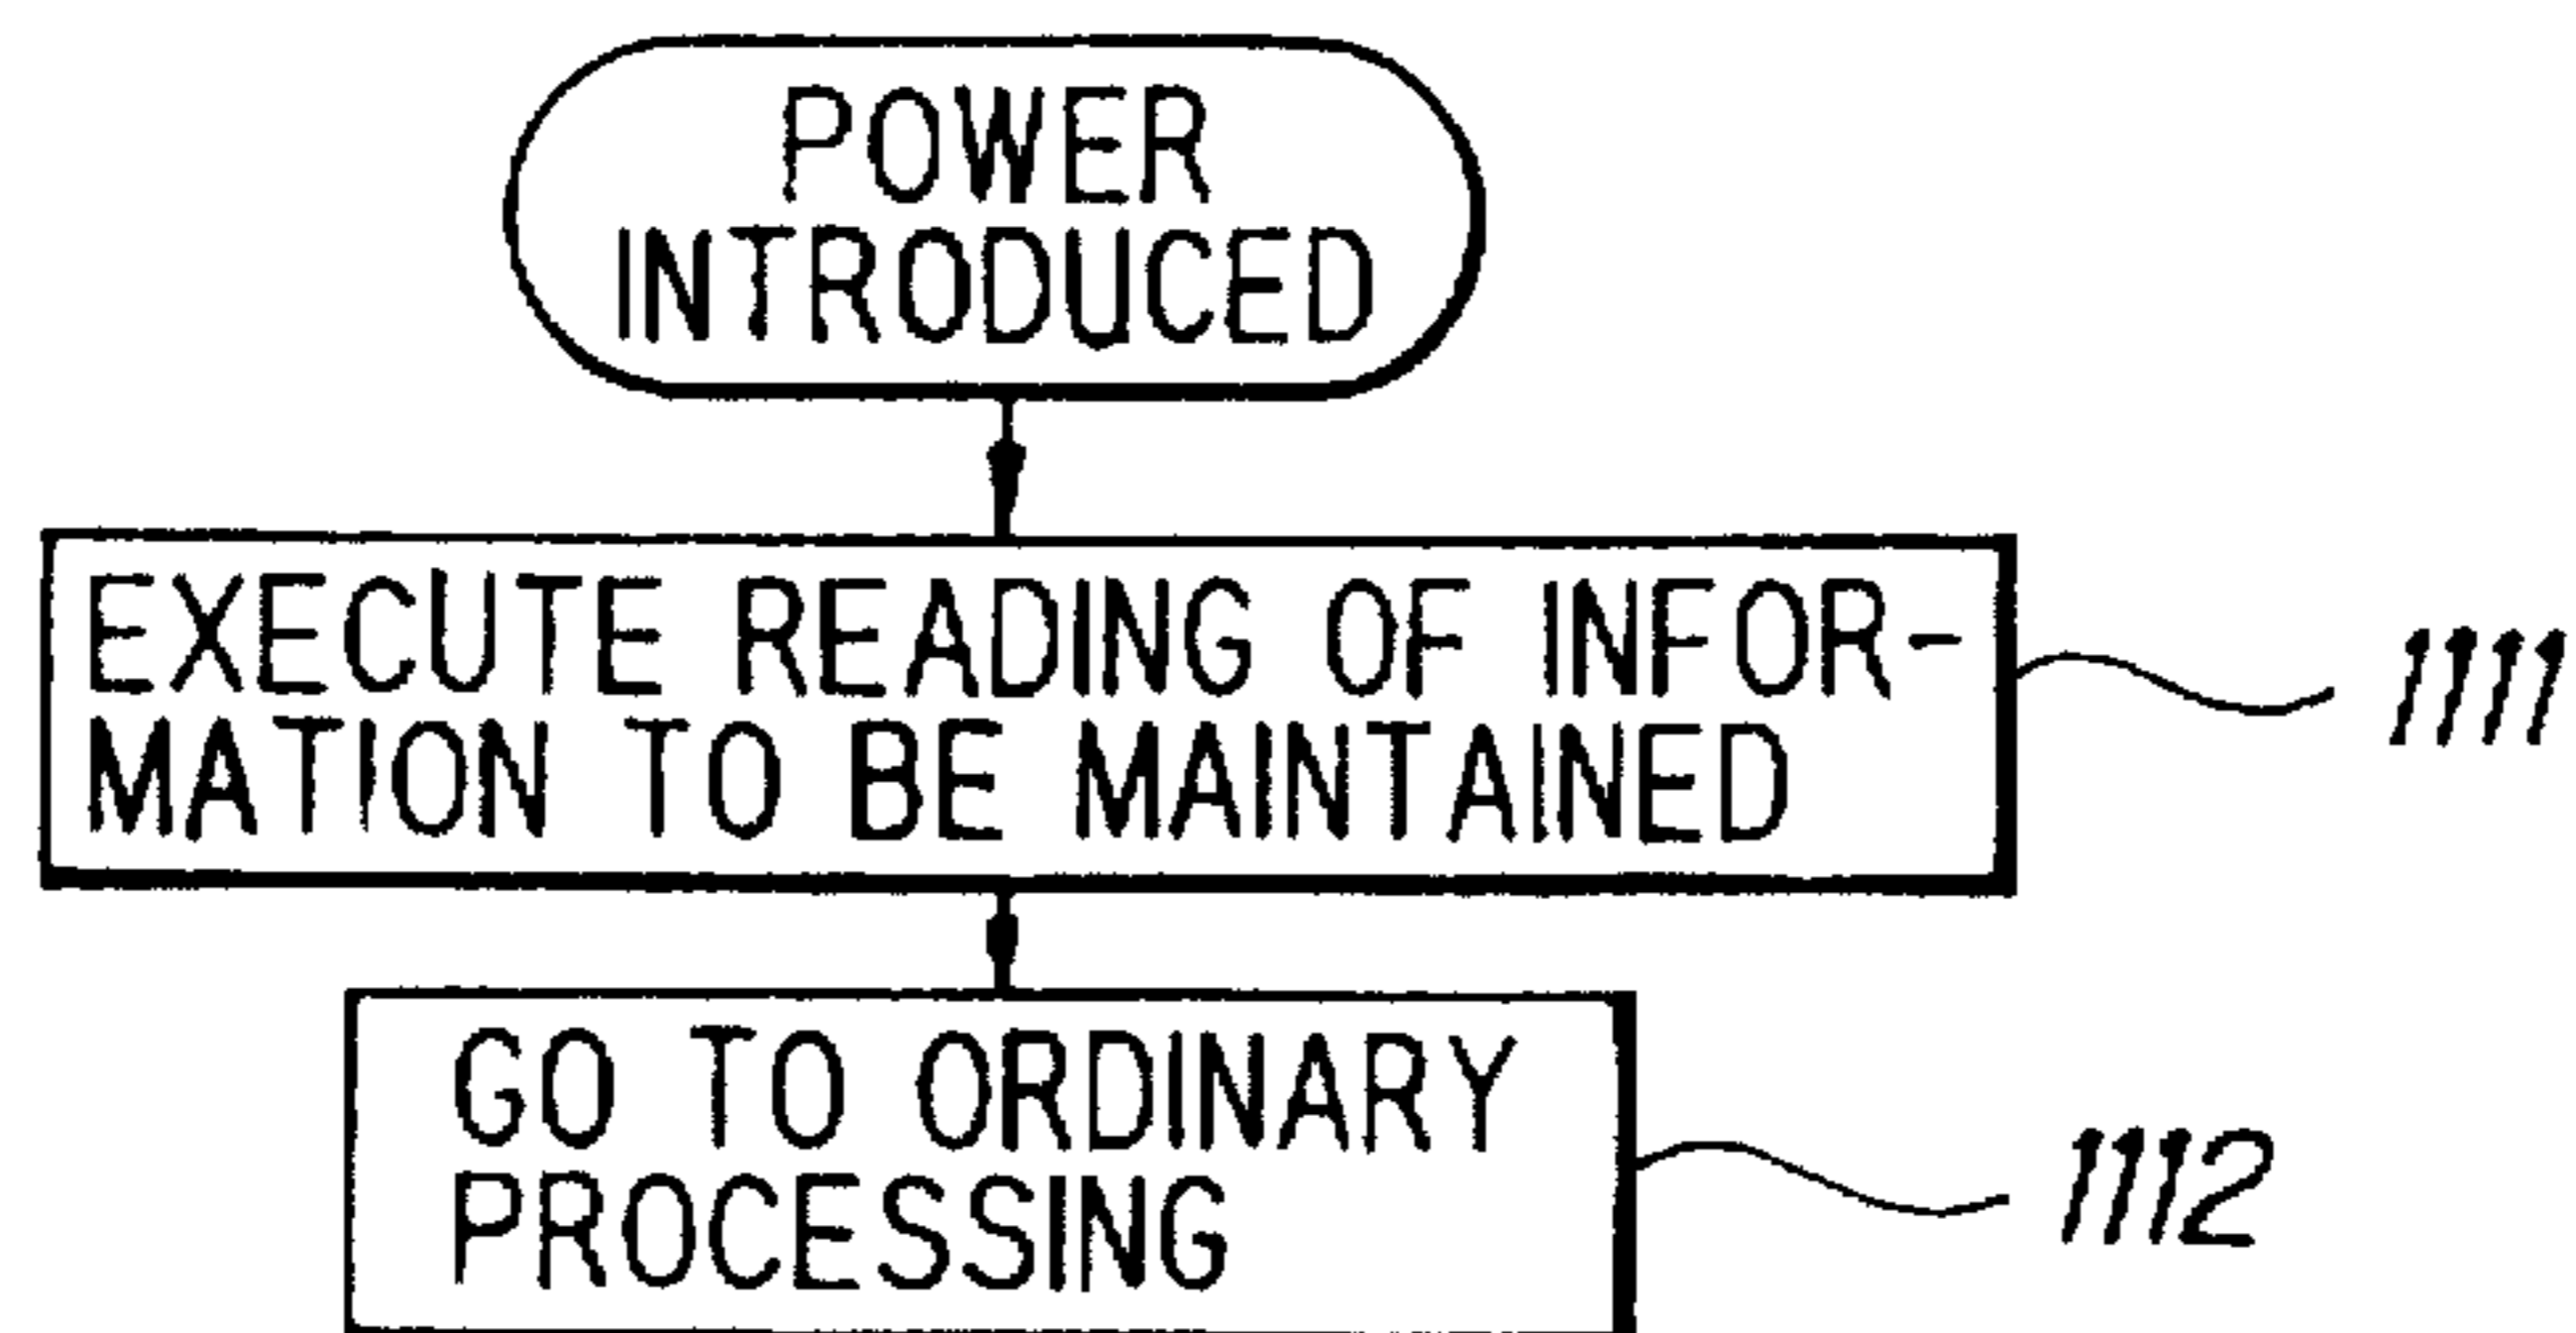 POWER
INTRODUCED
EXECUTE READING OF INFOR-
MATION TO BE MAINTAINED
1111
GO TO ORDINARY
PROCESSING
1112